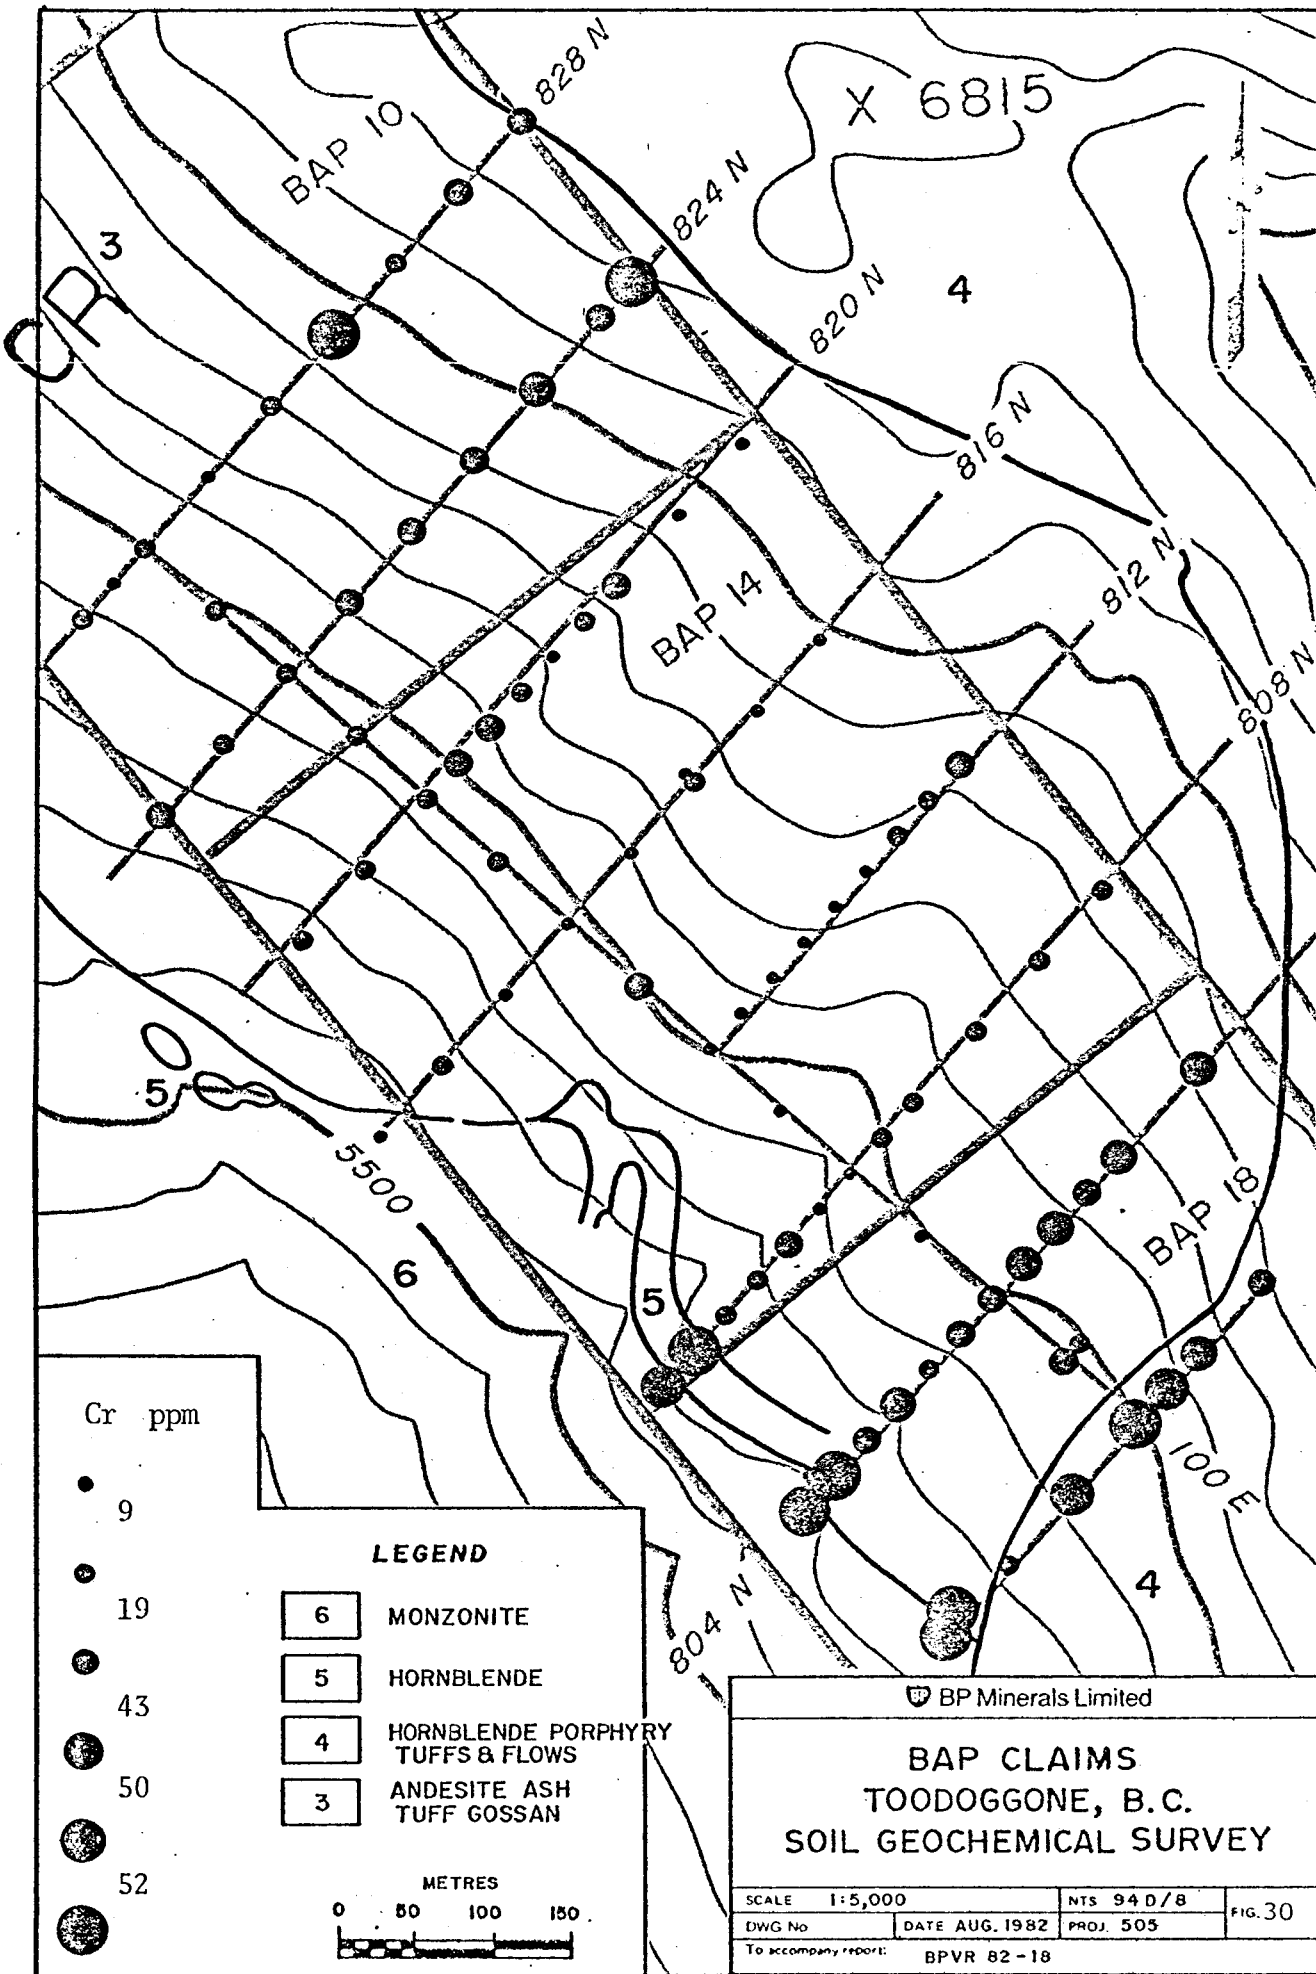 828 N
BAP 10
X 6815
824 N
3
CR
820 N
4
816 N
BAP 14
812 N
808 N
5
5500
BAP 18
6
5
100 E
4
804 N
Cr ppm
9
19
43
50
52
LEGEND
6 MONZONITE
5 HORNBLENDE
4 HORNBLENDE PORPHYRY
TUFFS & FLOWS
3 ANDESITE ASH
TUFF GOSSAN
METRES
0 50 100 150
BP Minerals Limited
BAP CLAIMS
TOODOGGONE, B.C.
SOIL GEOCHEMICAL SURVEY
SCALE 1:5,000
NTS 94 D/8
FIG. 30
DWG No
DATE AUG. 1982
PROJ. 505
To accompany report:
BPVR 82-18